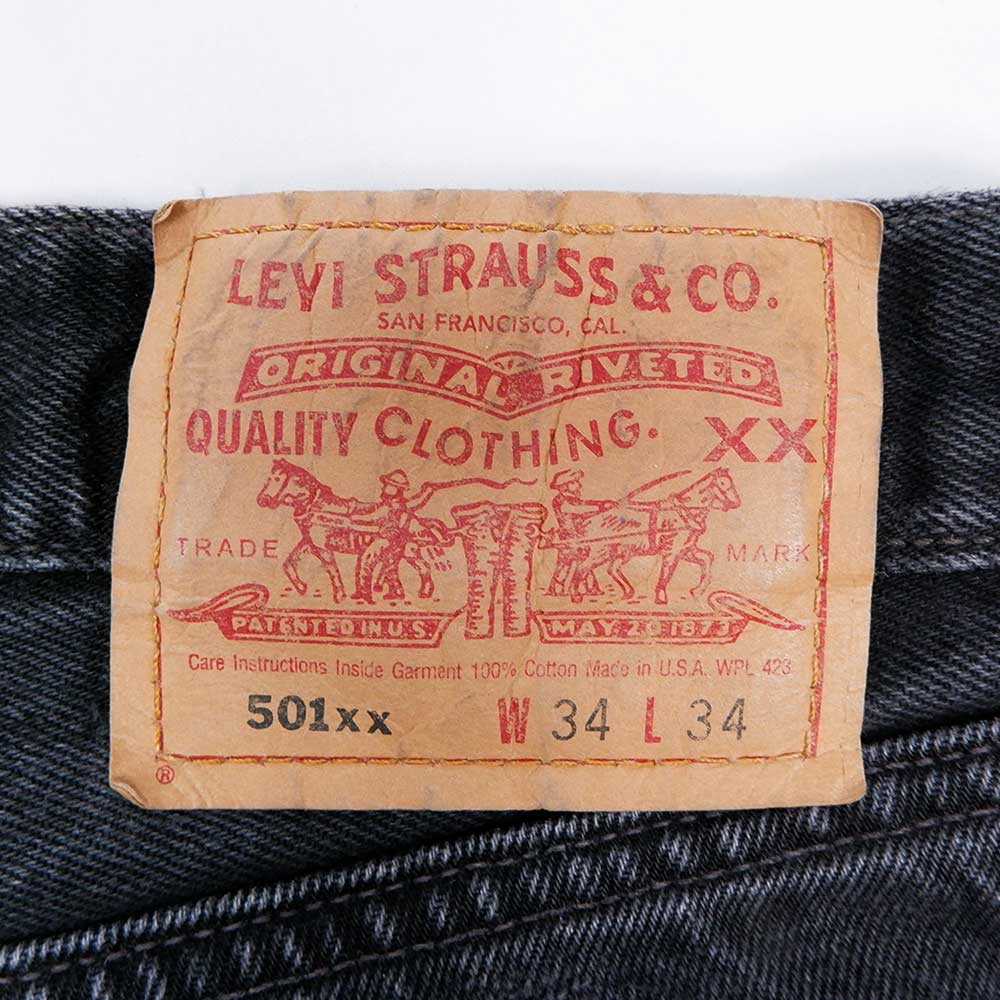 LEVI STRAUSS & CO.
SAN FRANCISCO, CAL.
ORIGINAL RIVETED
QUALITY CLOTHING. XX
TRADE MARK
PATENTED IN U.S. MAY 20 1873
Care Instructions Inside Garment 100% Cotton Made in U.S.A. WPL 423
501xx W 34 L 34
®